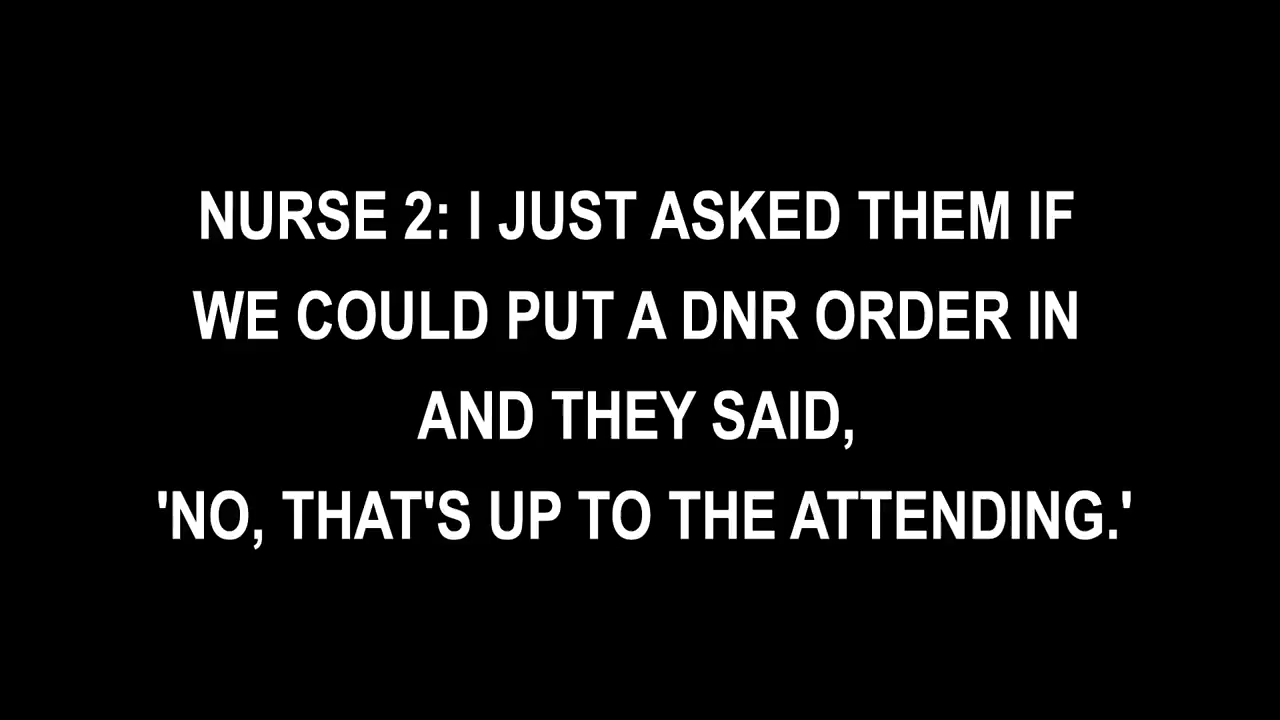 NURSE 2: I JUST ASKED THEM IF
WE COULD PUT A DNR ORDER IN
AND THEY SAID,
'NO, THAT'S UP TO THE ATTENDING.'